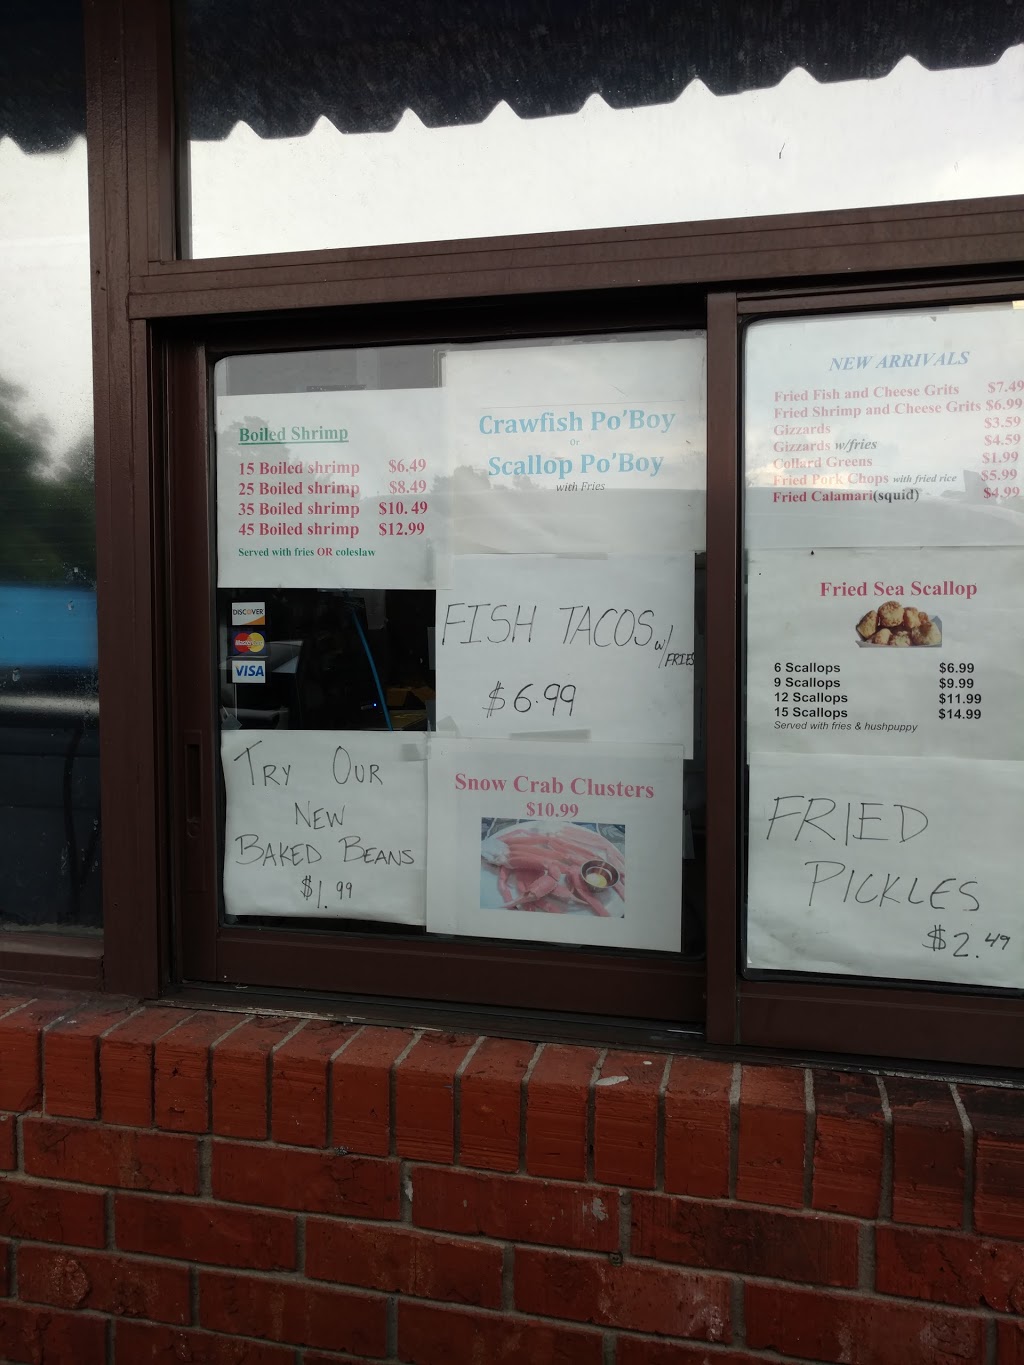 Boiled Shrimp
15 Boiled shrimp $6.49
25 Boiled shrimp $8.49
35 Boiled shrimp $10.49
45 Boiled shrimp $12.99
Served with fries OR coleslaw
DISCOVER
MasterCard
VISA
TRY OUR
NEW
BAKED BEANS
$1.99
Crawfish Po'Boy
Or
Scallop Po'Boy
with Fries
FISH TACOS w/ FRIES
$6.99
Snow Crab Clusters
$10.99
NEW ARRIVALS
Fried Fish and Cheese Grits $7.49
Fried Shrimp and Cheese Grits $6.99
Gizzards $3.59
Gizzards w/fries $4.59
Collard Greens $1.99
Fried Pork Chops with fried rice $5.99
Fried Calamari(squid) $4.99
Fried Sea Scallop
6 Scallops $6.99
9 Scallops $9.99
12 Scallops $11.99
15 Scallops $14.99
Served with fries & hushpuppy
FRIED
PICKLES
$2.49